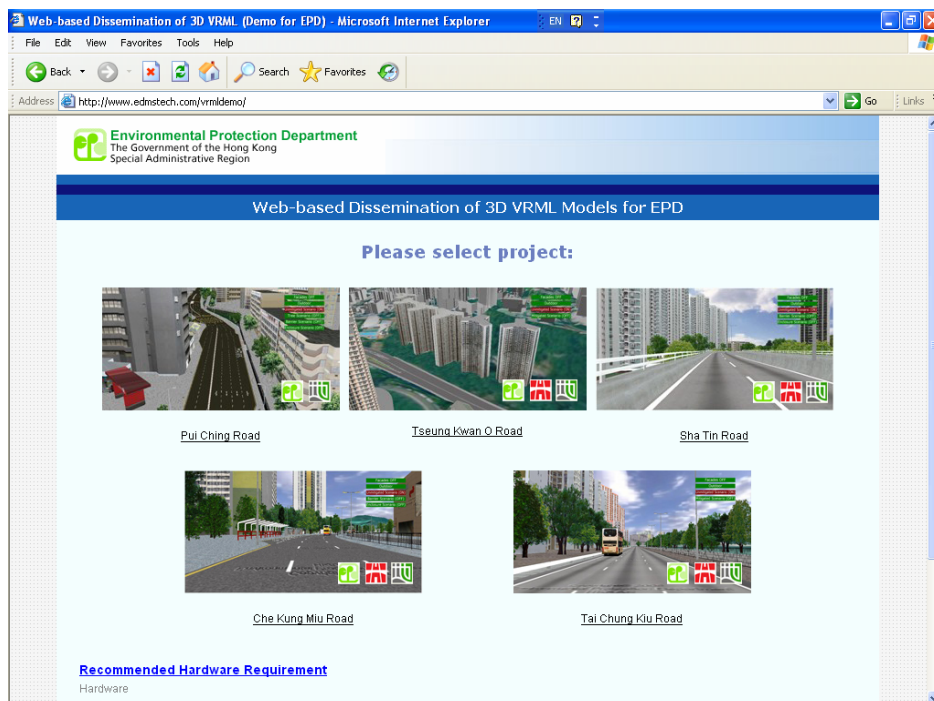 Web-based Dissemination of 3D VRML (Demo for EPD) - Microsoft Internet Explorer
EN
File Edit View Favorites Tools Help
Back Search Favorites
Address http://www.edmstech.com/vrmldemo/ Go Links
Environmental Protection Department
The Government of the Hong Kong
Special Administrative Region
Web-based Dissemination of 3D VRML Models for EPD
Please select project:
Pui Ching Road
Tseung Kwan O Road
Sha Tin Road
Che Kung Miu Road
Tai Chung Kiu Road
Recommended Hardware Requirement
Hardware